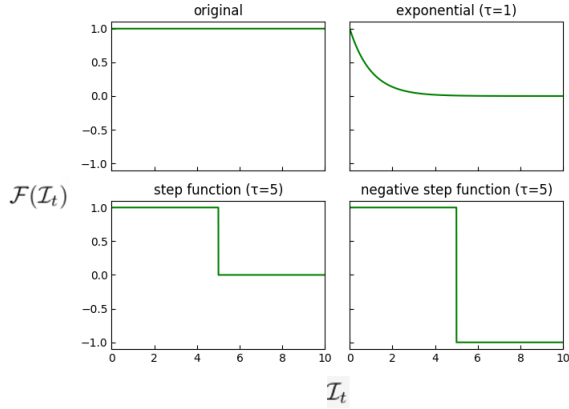 original
exponential (τ=1)
1.0
0.5
0.0
−0.5
−1.0
step function (τ=5)
negative step function (τ=5)
ℱ(ℐₜ)
1.0
0.5
0.0
−0.5
−1.0
0 2 4 6 8 10
0 2 4 6 8 10
ℐₜ